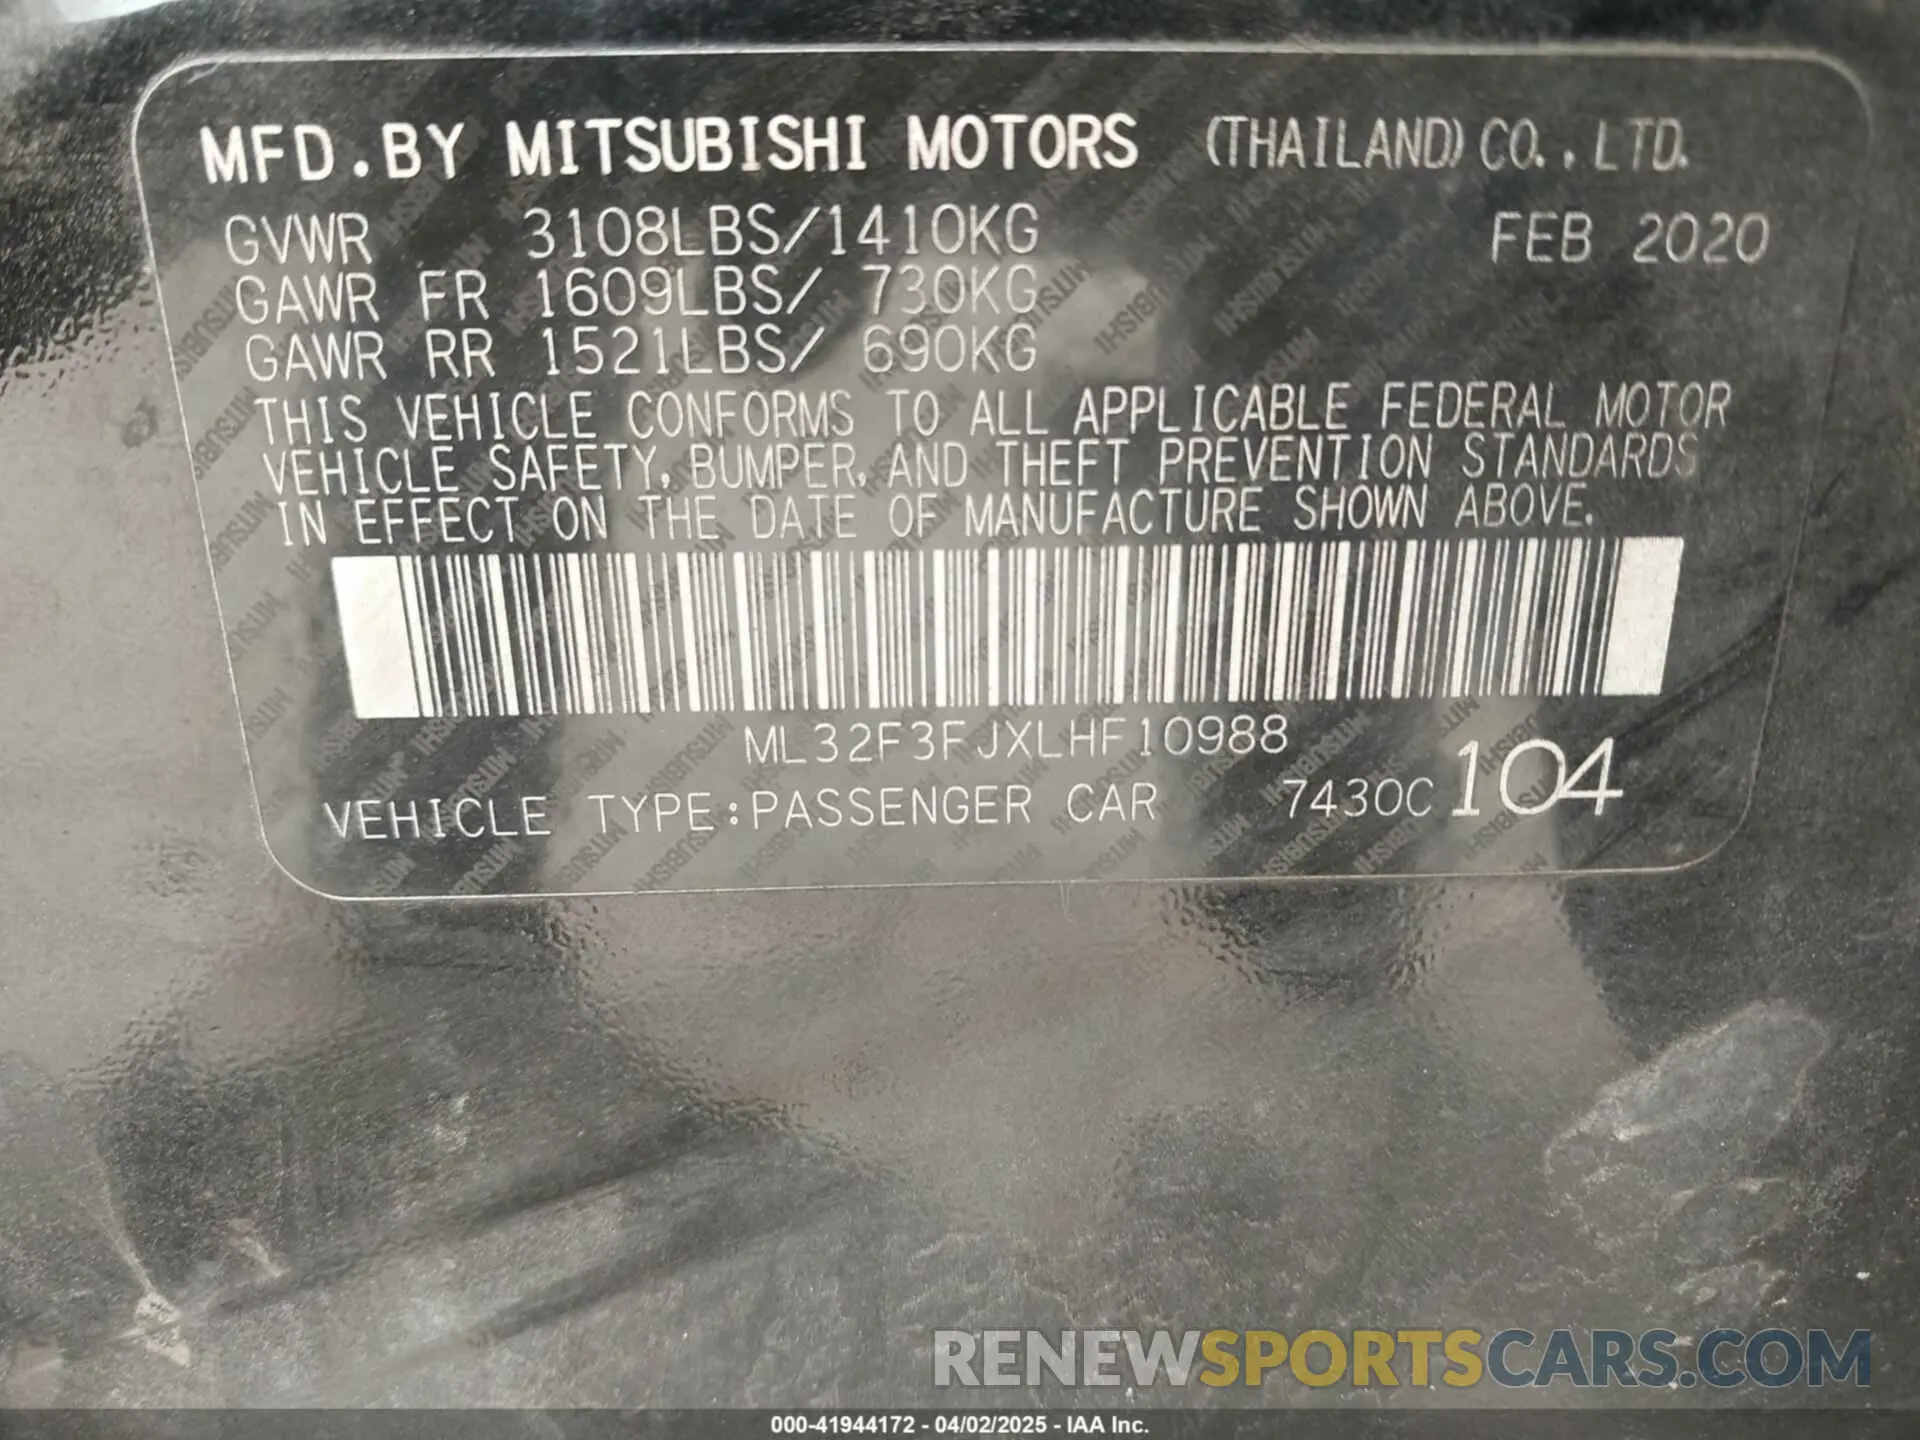 MFD.BY MITSUBISHI MOTORS (THAILAND) CO.,LTD.
GVWR 3108LBS/1410KG FEB 2020
GAWR FR 1609LBS/ 730KG
GAWR RR 1521LBS/ 690KG
THIS VEHICLE CONFORMS TO ALL APPLICABLE FEDERAL MOTOR
VEHICLE SAFETY, BUMPER, AND THEFT PREVENTION STANDARDS
IN EFFECT ON THE DATE OF MANUFACTURE SHOWN ABOVE.
ML32F3FJXLHF10988
VEHICLE TYPE:PASSENGER CAR 7430C104
RENEWSPORTSCARS.COM
000-41944172 - 04/02/2025 - IAA Inc.